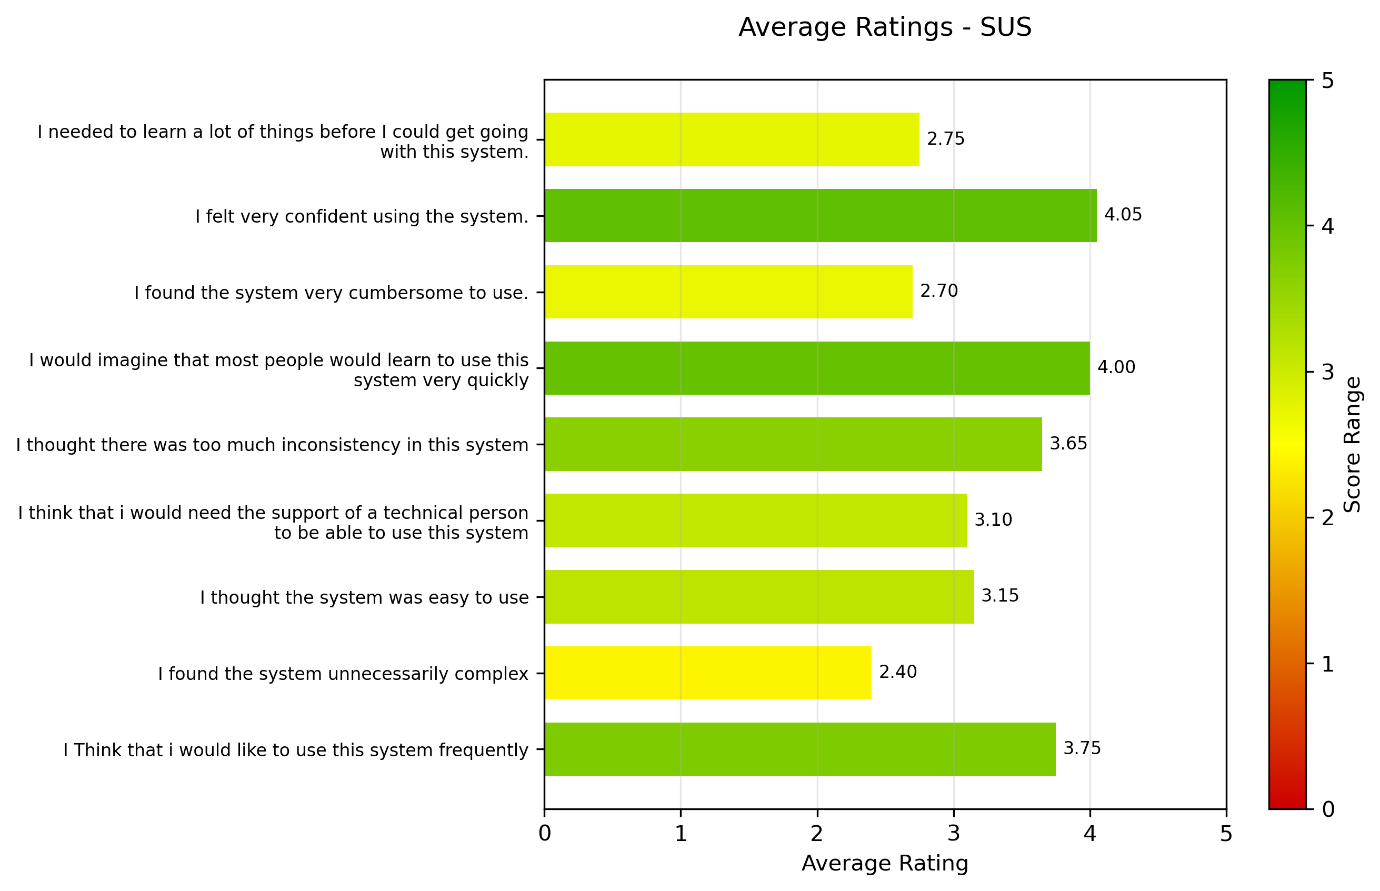 Average Ratings - SUS
I needed to learn a lot of things before I could get going
with this system.
2.75
I felt very confident using the system.
4.05
I found the system very cumbersome to use.
2.70
I would imagine that most people would learn to use this
system very quickly
4.00
I thought there was too much inconsistency in this system
3.65
I think that i would need the support of a technical person
to be able to use this system
3.10
I thought the system was easy to use
3.15
I found the system unnecessarily complex
2.40
I Think that i would like to use this system frequently
3.75
0 1 2 3 4 5
Average Rating
5
4
3
2
1
0
Score Range